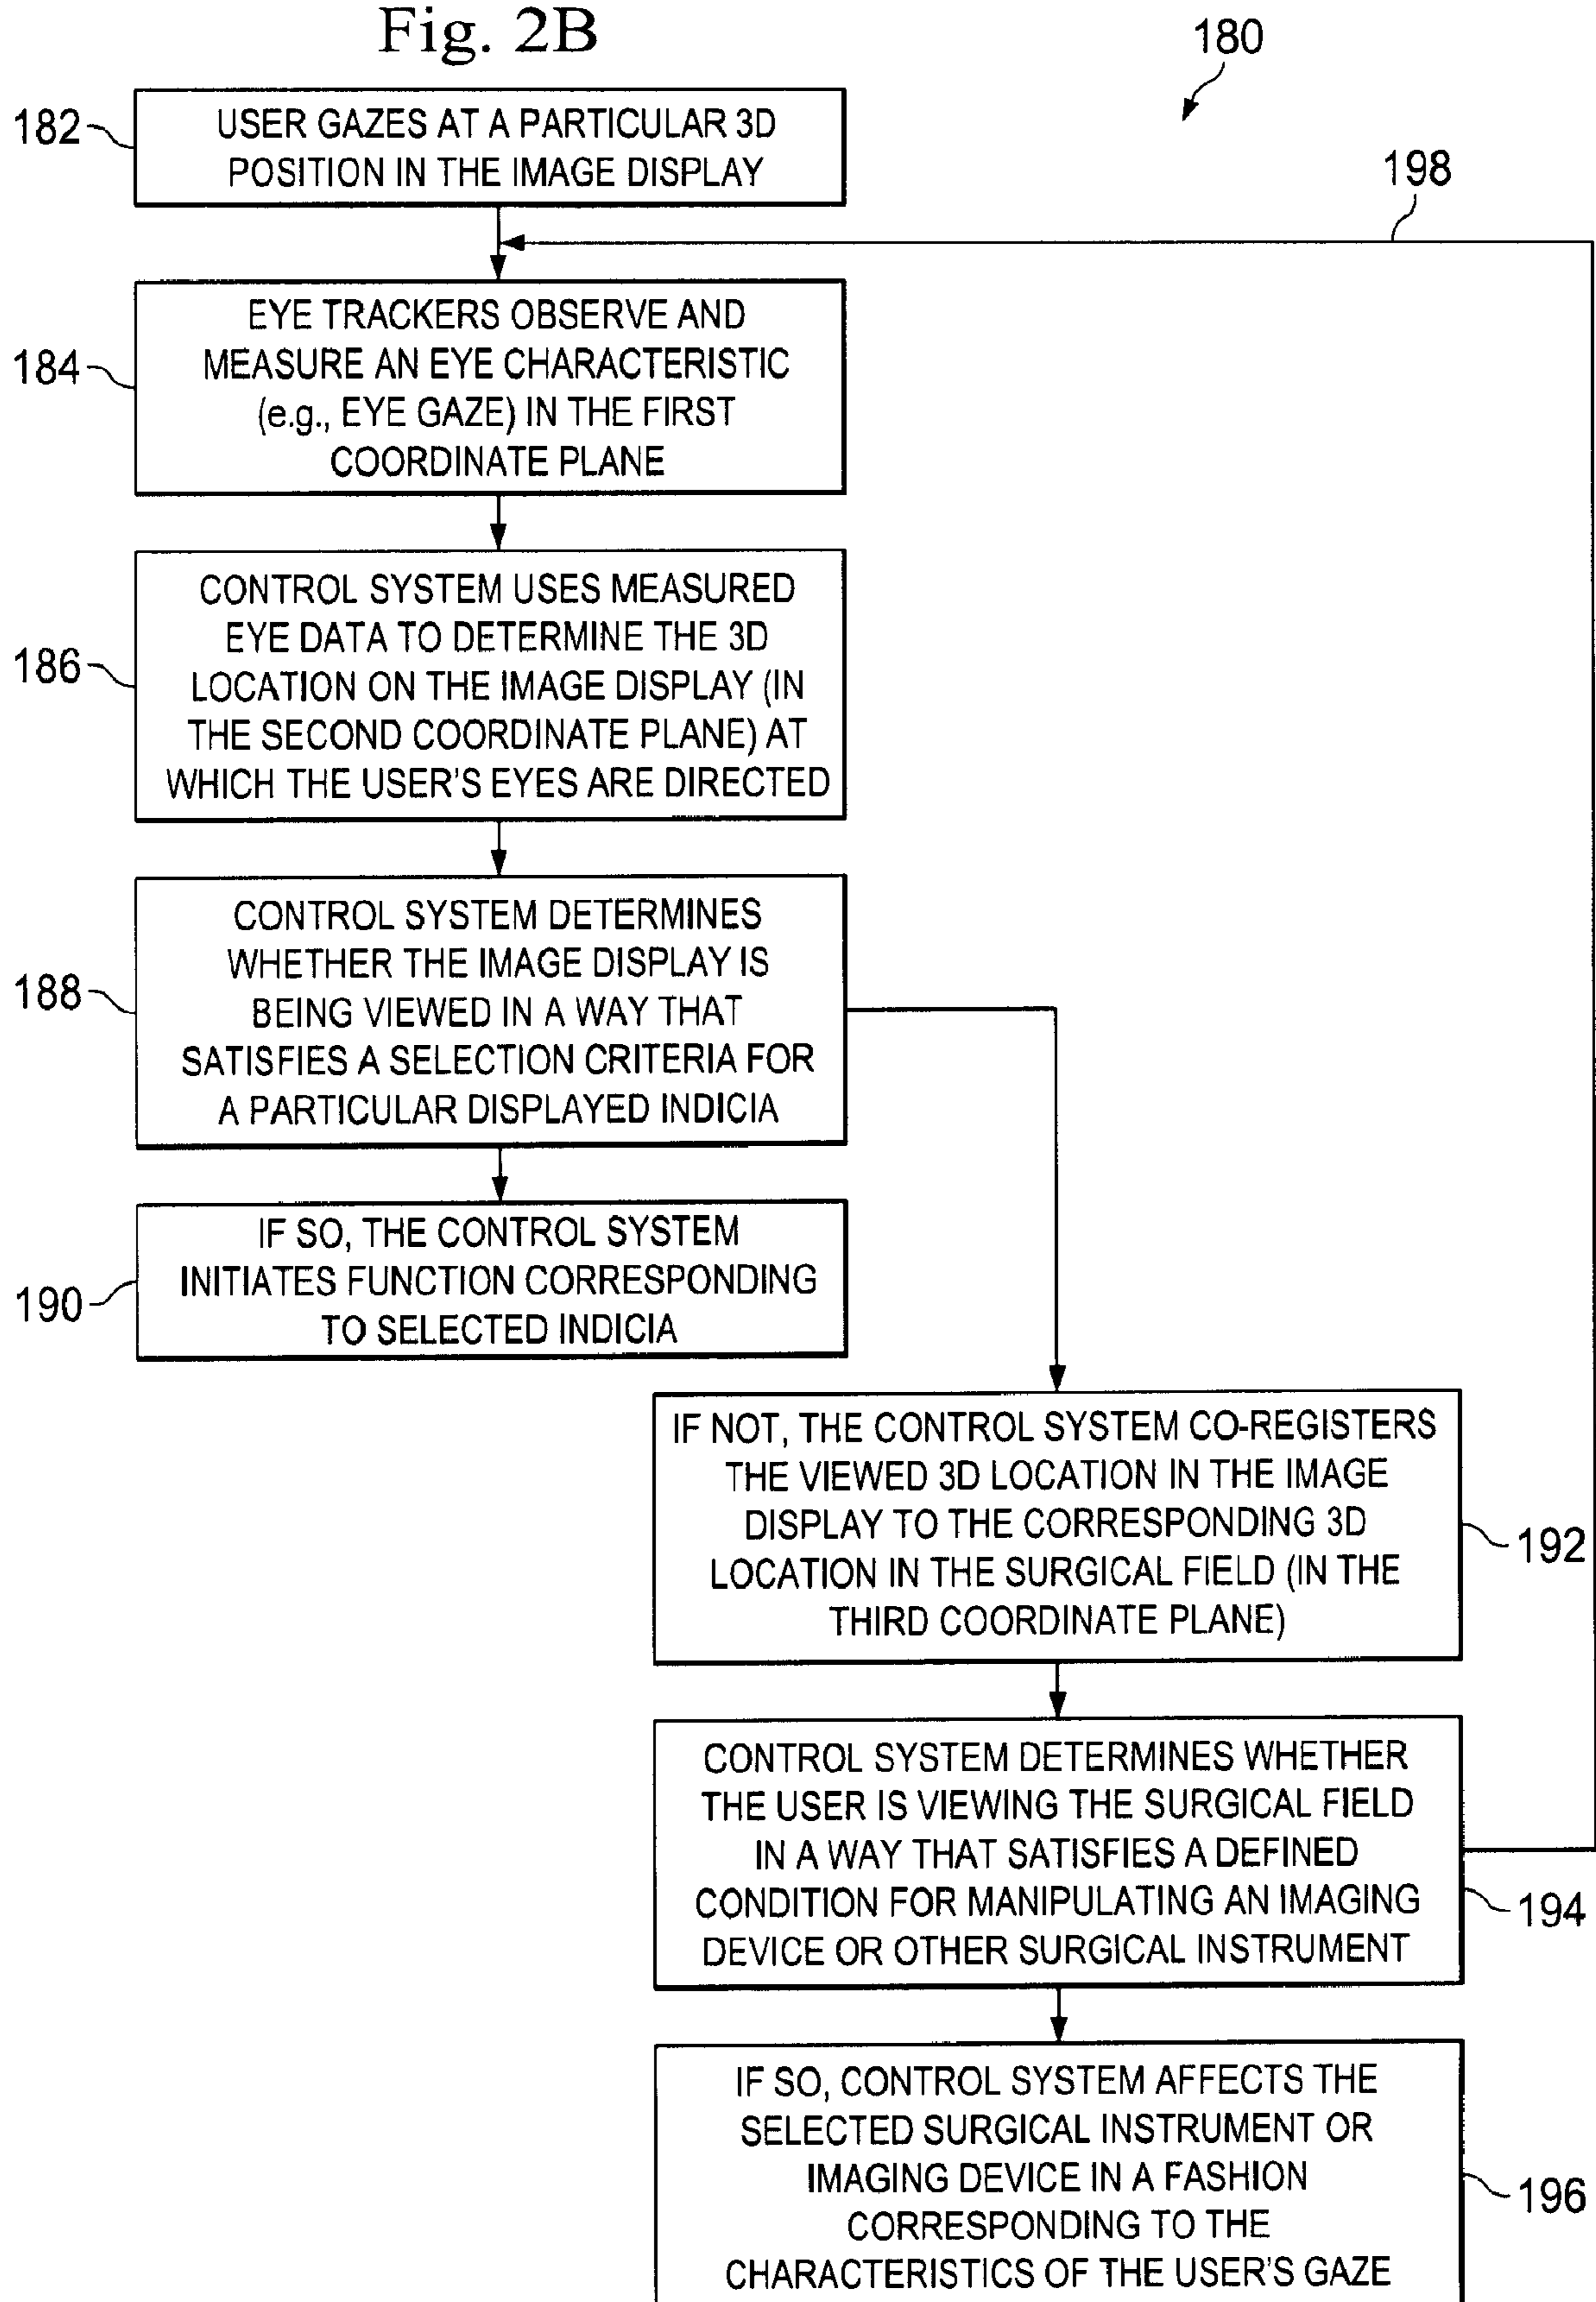 Fig. 2B
180
182
USER GAZES AT A PARTICULAR 3D
POSITION IN THE IMAGE DISPLAY
198
184
EYE TRACKERS OBSERVE AND
MEASURE AN EYE CHARACTERISTIC
(e.g., EYE GAZE) IN THE FIRST
COORDINATE PLANE
186
CONTROL SYSTEM USES MEASURED
EYE DATA TO DETERMINE THE 3D
LOCATION ON THE IMAGE DISPLAY (IN
THE SECOND COORDINATE PLANE) AT
WHICH THE USER'S EYES ARE DIRECTED
188
CONTROL SYSTEM DETERMINES
WHETHER THE IMAGE DISPLAY IS
BEING VIEWED IN A WAY THAT
SATISFIES A SELECTION CRITERIA FOR
A PARTICULAR DISPLAYED INDICIA
190
IF SO, THE CONTROL SYSTEM
INITIATES FUNCTION CORRESPONDING
TO SELECTED INDICIA
IF NOT, THE CONTROL SYSTEM CO-REGISTERS
THE VIEWED 3D LOCATION IN THE IMAGE
DISPLAY TO THE CORRESPONDING 3D
LOCATION IN THE SURGICAL FIELD (IN THE
THIRD COORDINATE PLANE)
192
CONTROL SYSTEM DETERMINES WHETHER
THE USER IS VIEWING THE SURGICAL FIELD
IN A WAY THAT SATISFIES A DEFINED
CONDITION FOR MANIPULATING AN IMAGING
DEVICE OR OTHER SURGICAL INSTRUMENT
194
IF SO, CONTROL SYSTEM AFFECTS THE
SELECTED SURGICAL INSTRUMENT OR
IMAGING DEVICE IN A FASHION
CORRESPONDING TO THE
CHARACTERISTICS OF THE USER'S GAZE
196